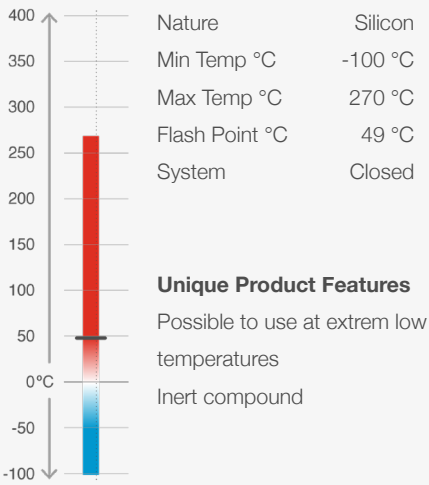 400
350
300
250
200
150
100
50
0°C
-50
-100
Nature Silicon
Min Temp °C -100 °C
Max Temp °C 270 °C
Flash Point °C 49 °C
System Closed
Unique Product Features
Possible to use at extrem low
temperatures
Inert compound